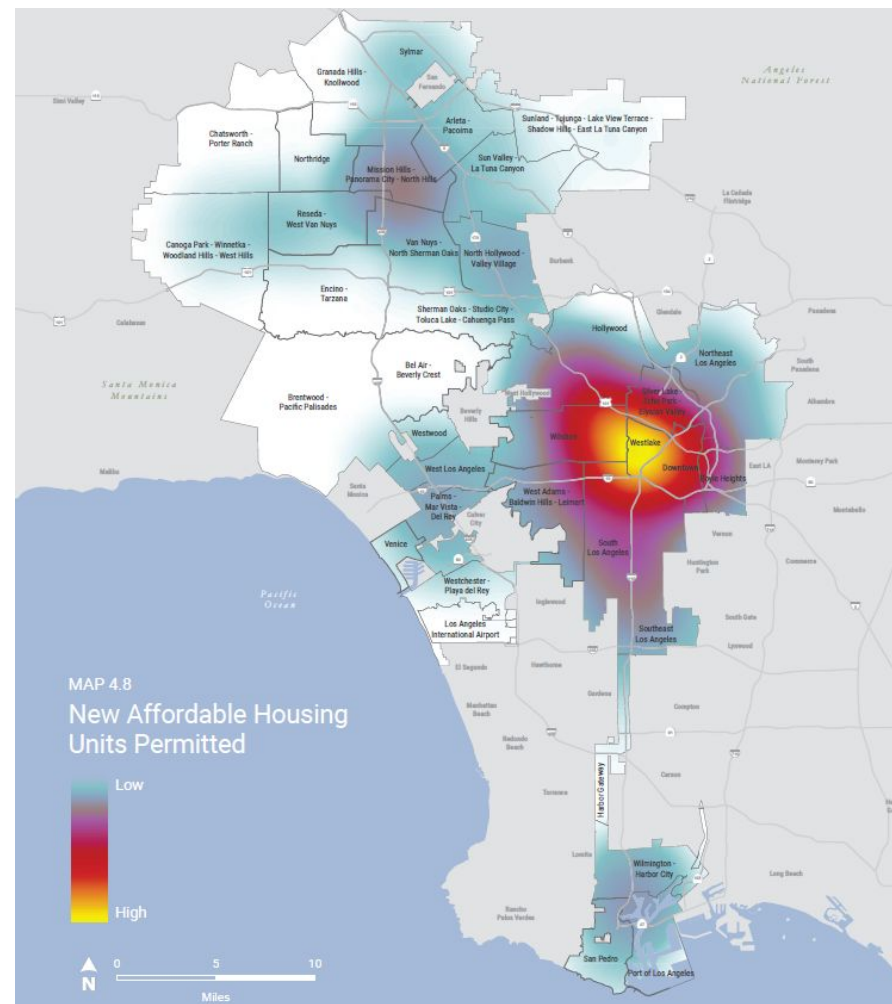 Angeles
National Forest
Sylmar
Granada Hills -
Knollwood
San
Fernando
Simi Valley
Arleta -
Pacoima
Sunland - Tujunga - Lake View Terrace -
Shadow Hills - East La Tuna Canyon
Chatsworth -
Porter Ranch
Northridge
Mission Hills -
Panorama City - North Hills
Sun Valley -
La Tuna Canyon
La Cañada
Flintridge
Reseda -
West Van Nuys
Canoga Park - Winnetka -
Woodland Hills - West Hills
Van Nuys -
North Sherman Oaks
North Hollywood -
Valley Village
Burbank
Encino -
Tarzana
Sherman Oaks - Studio City -
Toluca Lake - Cahuenga Pass
Calabasas
Hollywood
Glendale
Pasadena
Northeast
Los Angeles
South
Pasadena
Bel Air -
Beverly Crest
Santa Monica
Mountains
Brentwood -
Pacific Palisades
West Hollywood
Silver Lake -
Echo Park -
Elysian Valley
Alhambra
Beverly
Hills
Westwood
Wilshire
Westlake
West Los Angeles
Downtown
Boyle Heights
East LA
Monterey Park
Malibu
Santa
Monica
Palms -
Mar Vista -
Del Rey
Culver
City
West Adams -
Baldwin Hills - Leimert
Montebello
Venice
South
Los Angeles
Vernon
Huntington
Park
Commerce
Westchester -
Playa del Rey
Pacific
Ocean
Inglewood
Los Angeles
International Airport
South Gate
Southeast
Los Angeles
Lynwood
El Segundo
Hawthorne
MAP 4.8
New Affordable Housing
Units Permitted
Manhattan
Beach
Gardena
Compton
Redondo
Beach
Low
Torrance
Harbor Gateway
Carson
Lomita
Wilmington -
Harbor City
Long Beach
High
Rancho
Palos Verdes
San Pedro
Port of Los Angeles
N
0 5 10
Miles